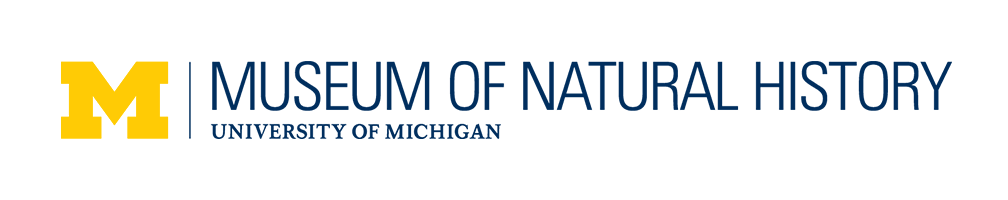 M
MUSEUM OF NATURAL HISTORY
UNIVERSITY OF MICHIGAN